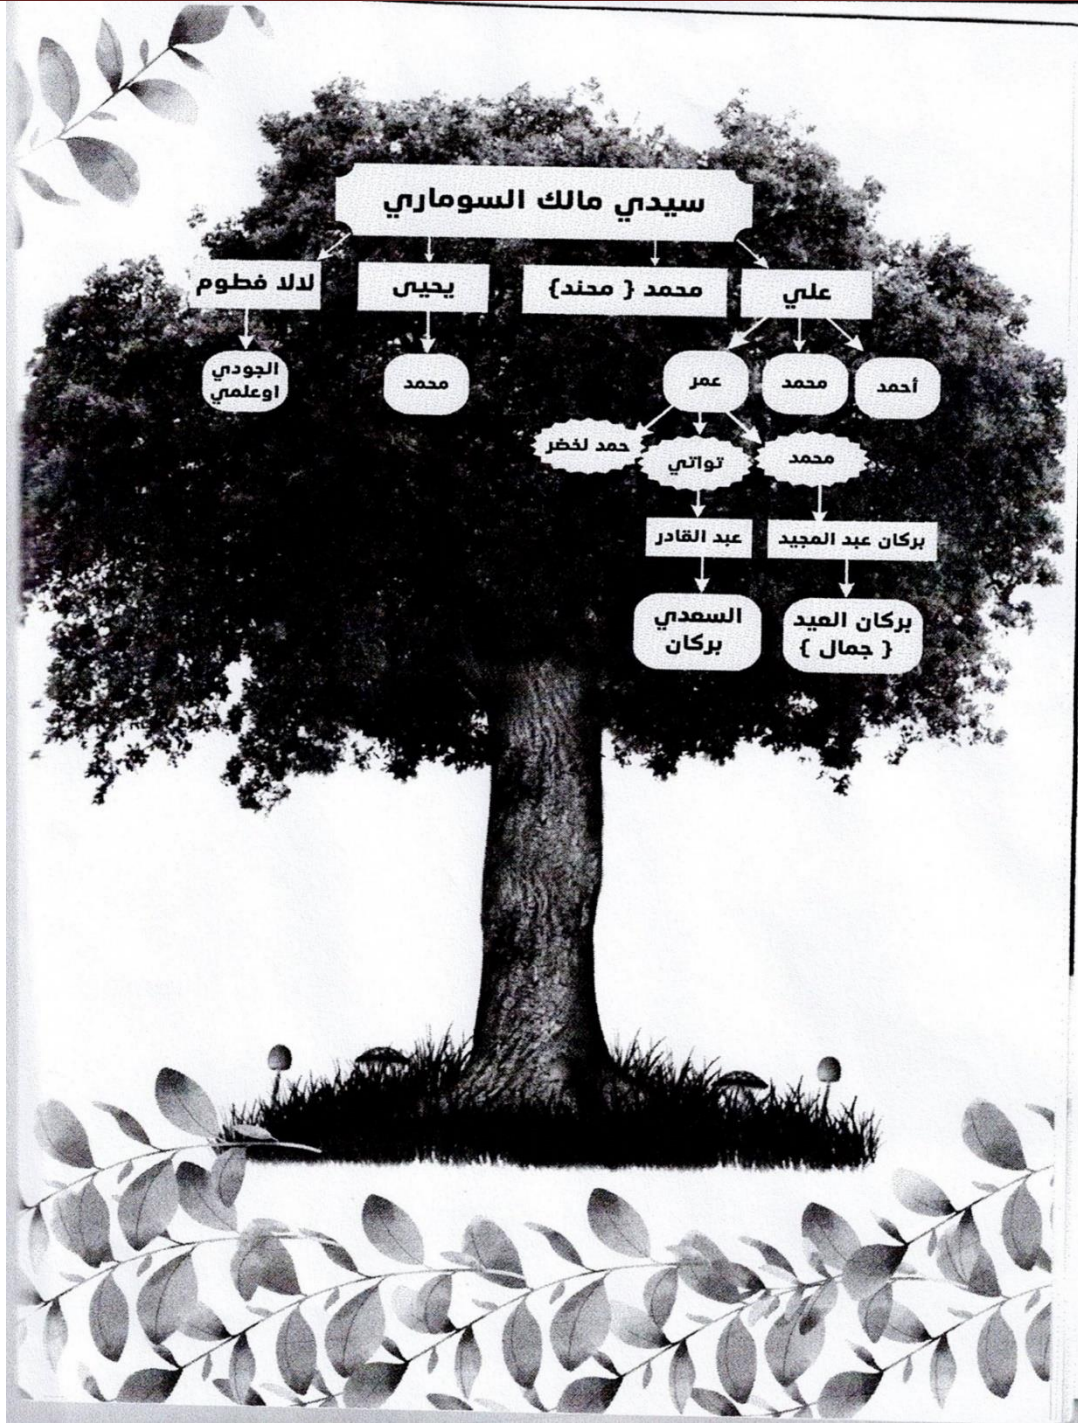 سيدي مالك السوماري
علي
محمد { محند}
يحيى
لالا فطوم
أحمد
محمد
عمر
محمد
الجودي
اوعلمي
محمد
تواتي
حمد لخضر
بركان عبد المجيد
عبد القادر
بركان العيد
{ جمال }
السعدي
بركان